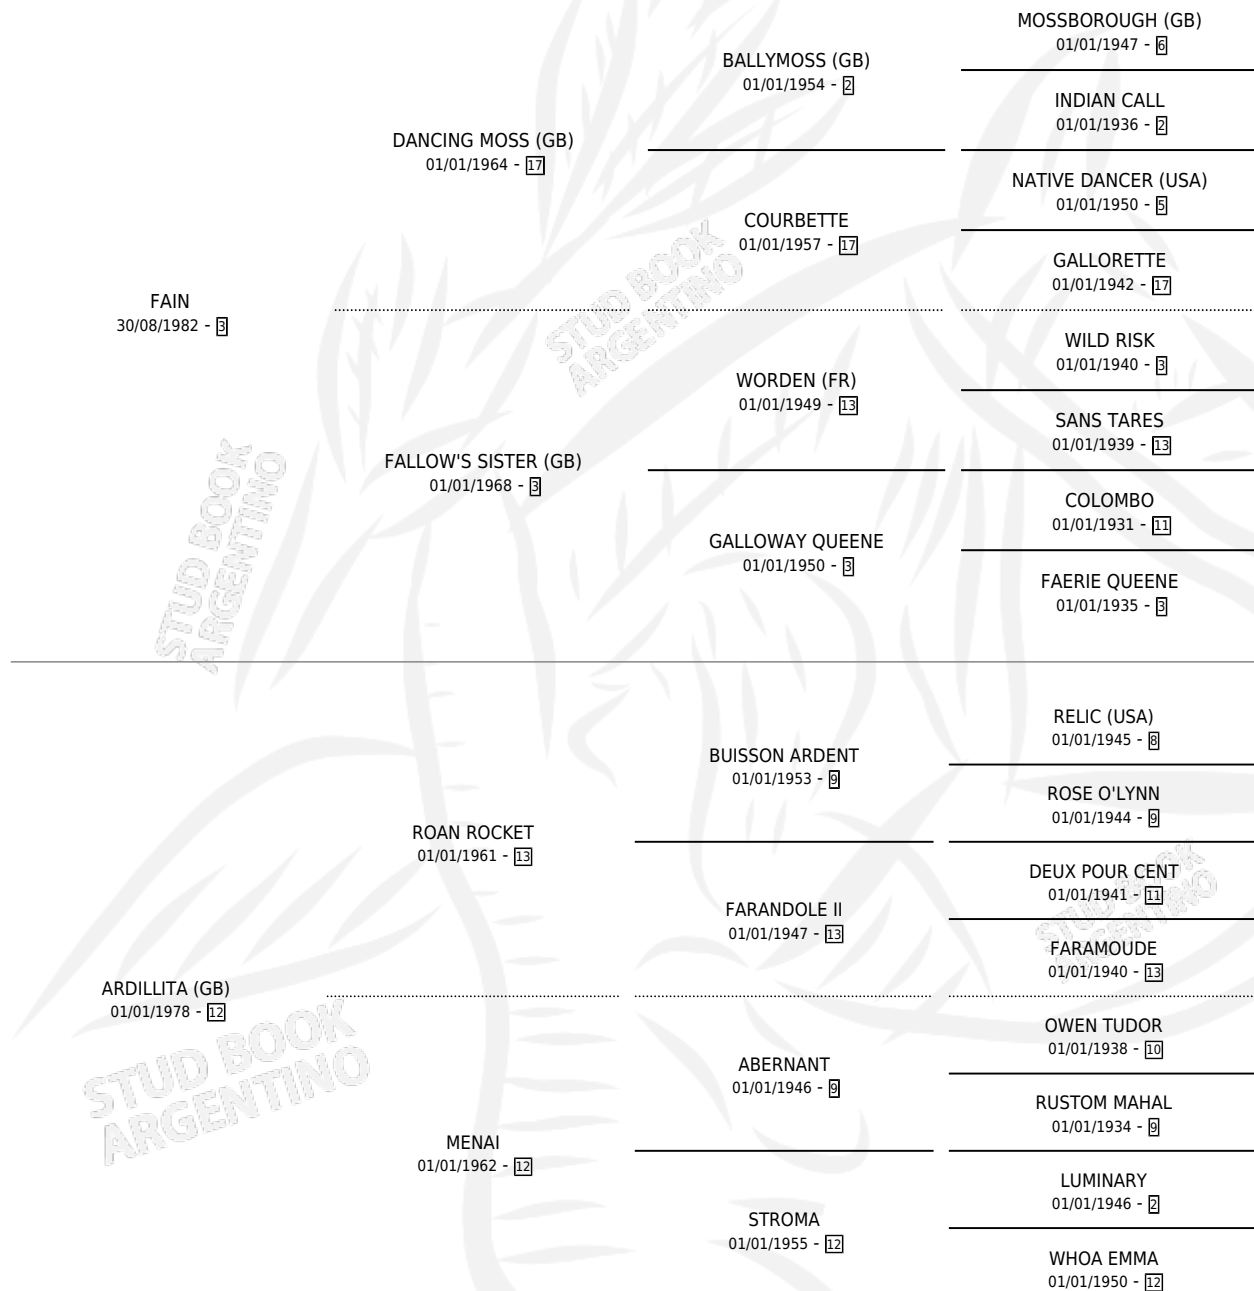 MOSSBOROUGH (GB)
01/01/1947 - 6
BALLYMOSS (GB)
01/01/1954 - 2
INDIAN CALL
01/01/1936 - 2
DANCING MOSS (GB)
01/01/1964 - 17
NATIVE DANCER (USA)
01/01/1950 - 5
COURBETTE
01/01/1957 - 17
GALLORETTE
01/01/1942 - 17
STUD BOOK
ARGENTINO
FAIN
30/08/1982 - 3
WILD RISK
01/01/1940 - 3
WORDEN (FR)
01/01/1949 - 13
SANS TARES
01/01/1939 - 13
FALLOW'S SISTER (GB)
01/01/1968 - 3
COLOMBO
01/01/1931 - 11
GALLOWAY QUEENE
01/01/1950 - 3
FAERIE QUEENE
01/01/1935 - 3
STUD BOOK
ARGENTINO
RELIC (USA)
01/01/1945 - 8
BUISSON ARDENT
01/01/1953 - 9
ROSE O'LYNN
01/01/1944 - 9
ROAN ROCKET
01/01/1961 - 13
DEUX POUR CENT
01/01/1941 - 11
FARANDOLE II
01/01/1947 - 13
FARAMOUDE
01/01/1940 - 13
STUD BOOK
ARGENTINO
ARDILLITA (GB)
01/01/1978 - 12
OWEN TUDOR
01/01/1938 - 10
ABERNANT
01/01/1946 - 9
RUSTOM MAHAL
01/01/1934 - 9
STUD BOOK
ARGENTINO
MENAI
01/01/1962 - 12
LUMINARY
01/01/1946 - 2
STROMA
01/01/1955 - 12
WHOA EMMA
01/01/1950 - 12